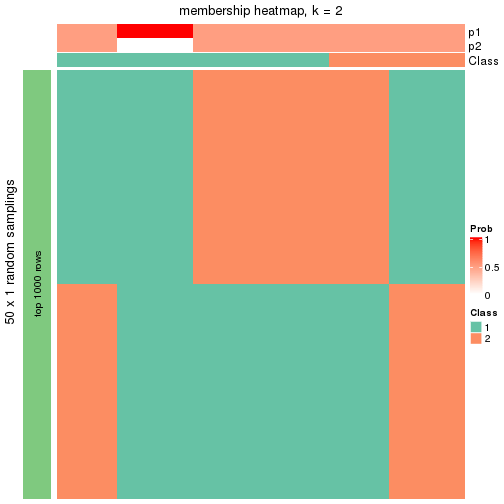 membership heatmap, k = 2
p1
p2
Class
50 x 1 random samplings
top 1000 rows
Prob
1
0.5
0
Class
1
2